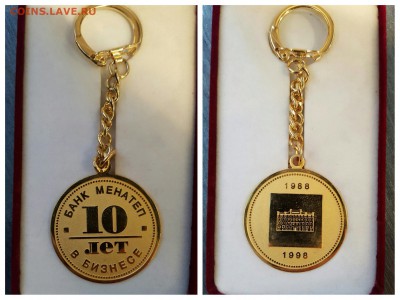 COINS.LAVE.RU
БАНК МЕНАТЕП
10
лет
В БИЗНЕСЕ
1988
1998